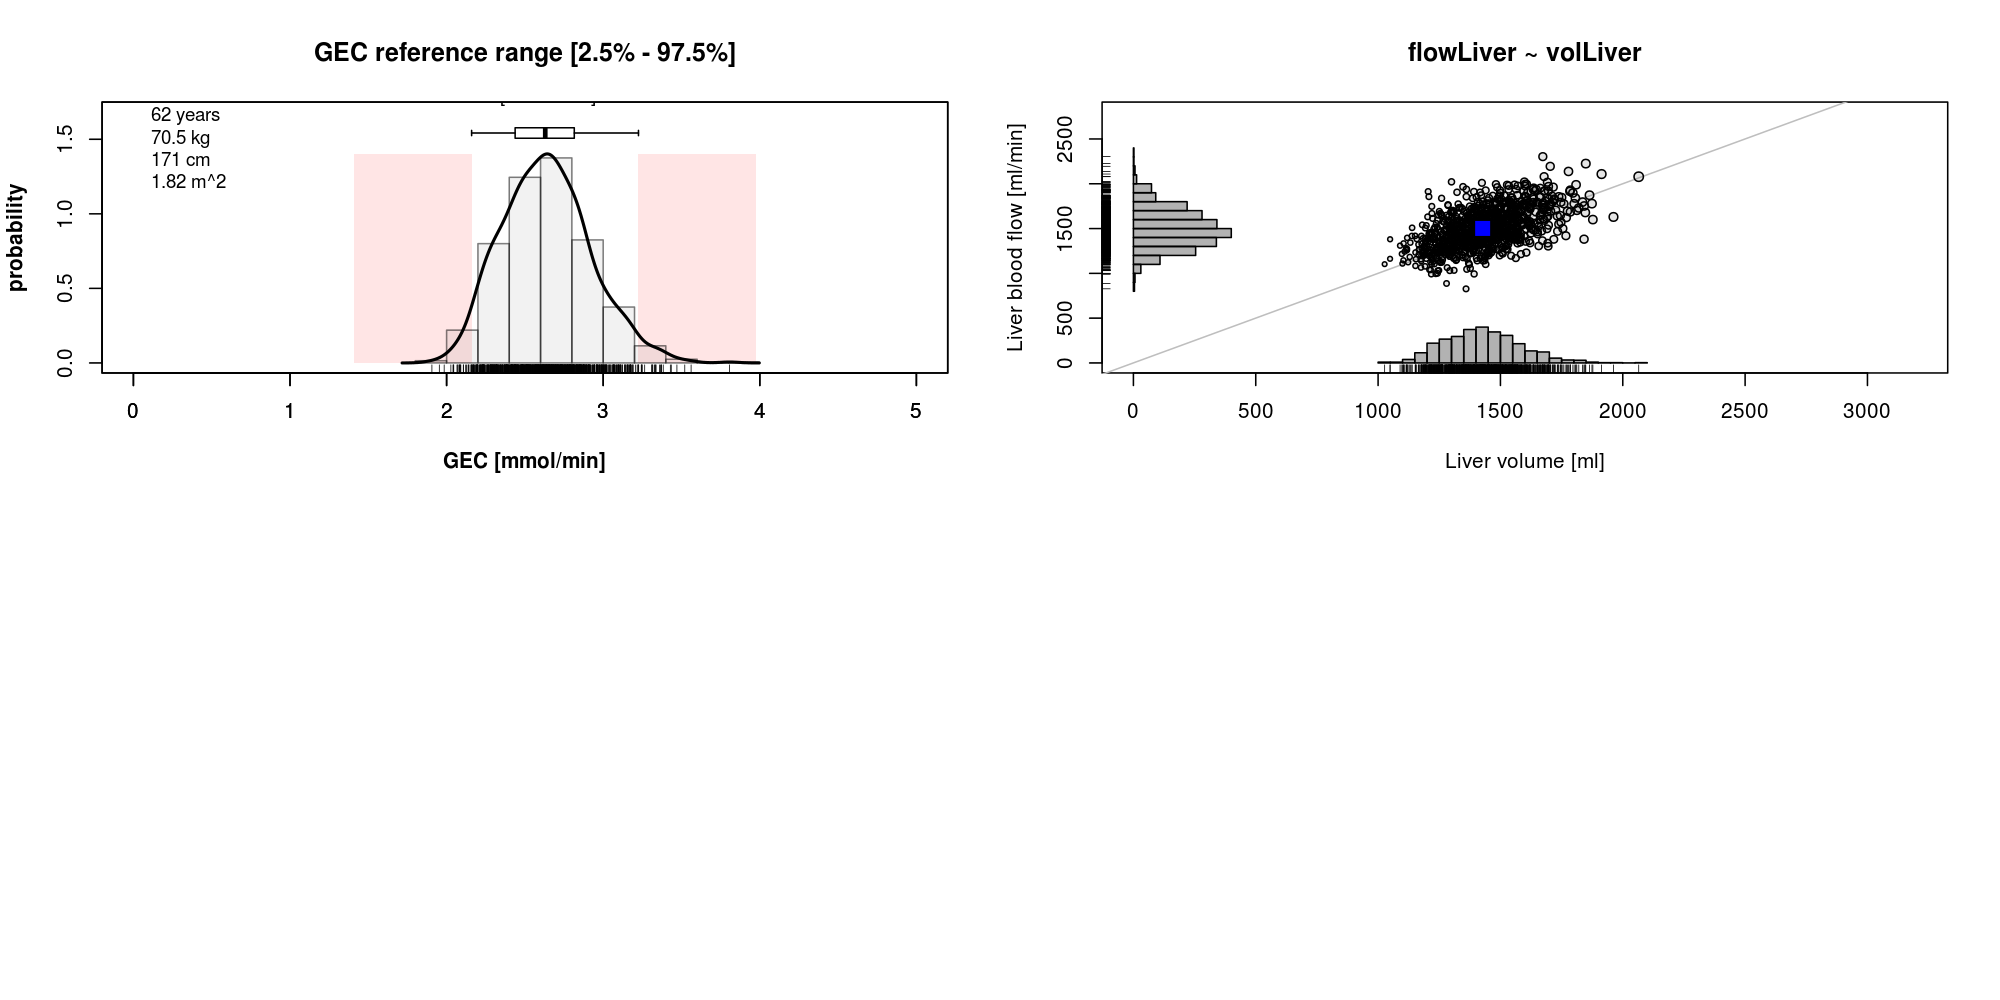 GEC reference range [2.5% - 97.5%]
62 years
70.5 kg
171 cm
1.82 m^2
probability
0.0 0.5 1.0 1.5
0 1 2 3 4 5
GEC [mmol/min]
flowLiver ~ volLiver
Liver blood flow [ml/min]
0 500 1500 2500
0 500 1000 1500 2000 2500 3000
Liver volume [ml]